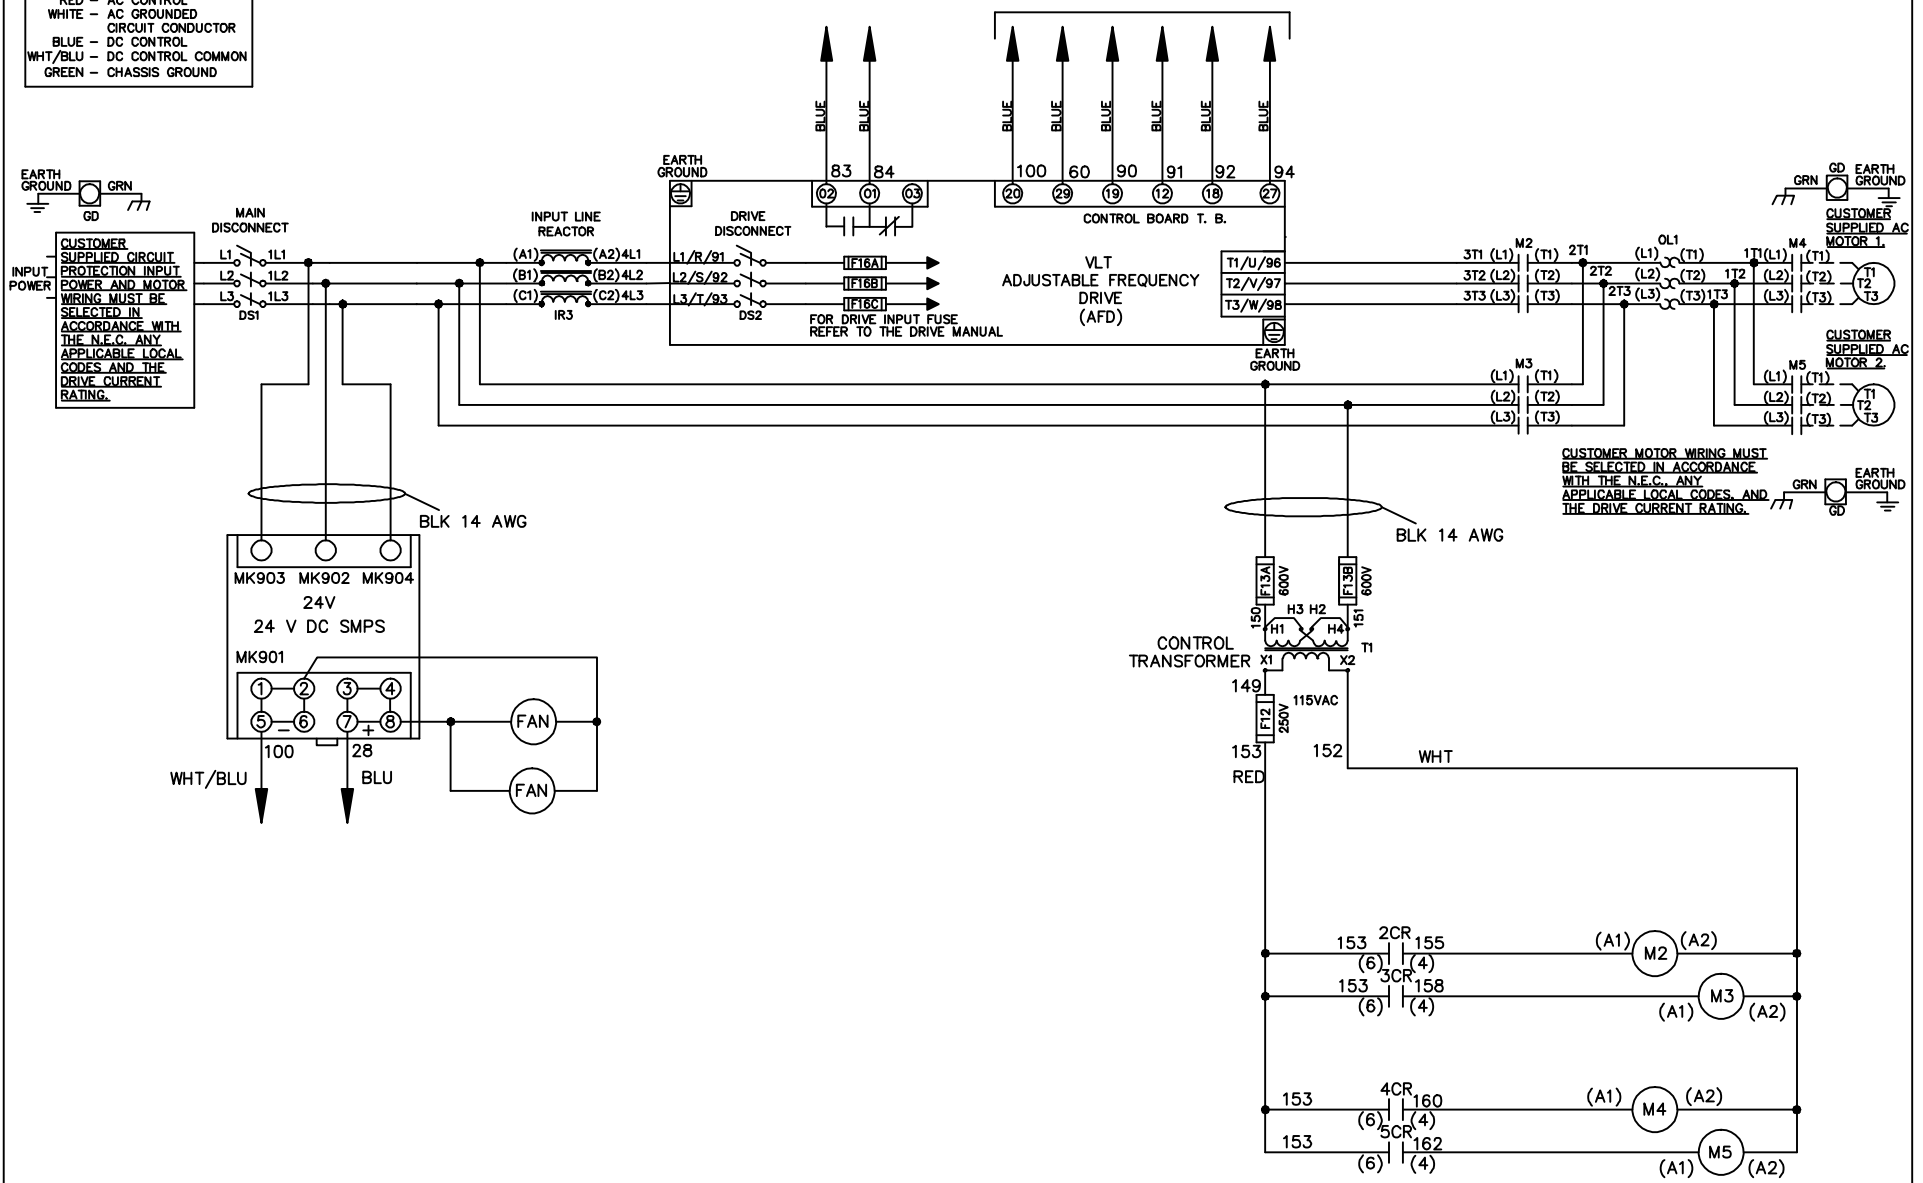 RED – AC CONTROL
WHITE – AC GROUNDED
CIRCUIT CONDUCTOR
BLUE – DC CONTROL
WHT/BLU – DC CONTROL COMMON
GREEN – CHASSIS GROUND
BLUE
BLUE
BLUE
BLUE
BLUE
BLUE
BLUE
BLUE
83 84
100 60 90 91 92 94
02 01 03
20 29 19 12 18 27
CONTROL BOARD T. B.
EARTH
GROUND
GRN
GD
EARTH
GROUND
GRN
GD
EARTH
GROUND
INPUT
POWER
CUSTOMER
SUPPLIED CIRCUIT
PROTECTION INPUT
POWER AND MOTOR
WIRING MUST BE
SELECTED IN
ACCORDANCE WITH
THE N.E.C. ANY
APPLICABLE LOCAL
CODES AND THE
DRIVE CURRENT
RATING.
MAIN
DISCONNECT
L1 1L1
L2 1L2
L3 1L3
DS1
INPUT LINE
REACTOR
(A1) (A2) 4L1
(B1) (B2) 4L2
(C1) (C2) 4L3
IR3
DRIVE
DISCONNECT
L1/R/91
L2/S/92
L3/T/93
DS2
F16A
F16B
F16C
FOR DRIVE INPUT FUSE
REFER TO THE DRIVE MANUAL
VLT
ADJUSTABLE FREQUENCY
DRIVE
(AFD)
T1/U/96
T2/V/97
T3/W/98
EARTH
GROUND
M2
3T1 (L1) (T1) 2T1
3T2 (L2) (T2) 2T2
3T3 (L3) (T3) 2T3
OL1
(L1) (T1) 1T1
(L2) (T2) 1T2
(L3) (T3) 1T3
M4
(L1) (T1)
(L2) (T2)
(L3) (T3)
T1
T2
T3
CUSTOMER
SUPPLIED AC
MOTOR 1.
M3
(L1) (T1)
(L2) (T2)
(L3) (T3)
M5
(L1) (T1)
(L2) (T2)
(L3) (T3)
T1
T2
T3
CUSTOMER
SUPPLIED AC
MOTOR 2.
CUSTOMER MOTOR WIRING MUST
BE SELECTED IN ACCORDANCE
WITH THE N.E.C., ANY
APPLICABLE LOCAL CODES, AND
THE DRIVE CURRENT RATING.
GRN
GD
EARTH
GROUND
BLK 14 AWG
MK903 MK902 MK904
24V
24 V DC SMPS
MK901
1 2 3 4
5 6 7 8
– +
100 28
WHT/BLU BLU
FAN
FAN
BLK 14 AWG
F13A 600V
F13B 600V
150 151
H3 H2
H1 H4
T1
CONTROL
TRANSFORMER
X1 X2
149
115VAC
F12 250V
153
RED
152
WHT
153 2CR 155
(6) (4)
(A1) M2 (A2)
153 3CR 158
(6) (4)
(A1) M3 (A2)
153 4CR 160
(6) (4)
(A1) M4 (A2)
153 5CR 162
(6) (4)
(A1) M5 (A2)